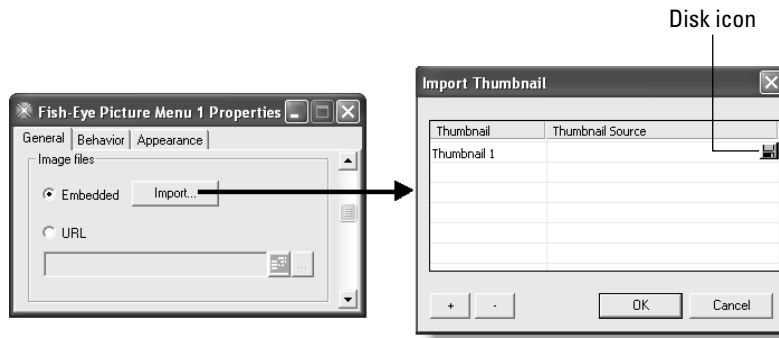 Disk icon
Fish-Eye Picture Menu 1 Properties
General Behavior Appearance
Image files
Embedded Import...
URL
...
Import Thumbnail
Thumbnail Thumbnail Source
Thumbnail 1
+ - OK Cancel